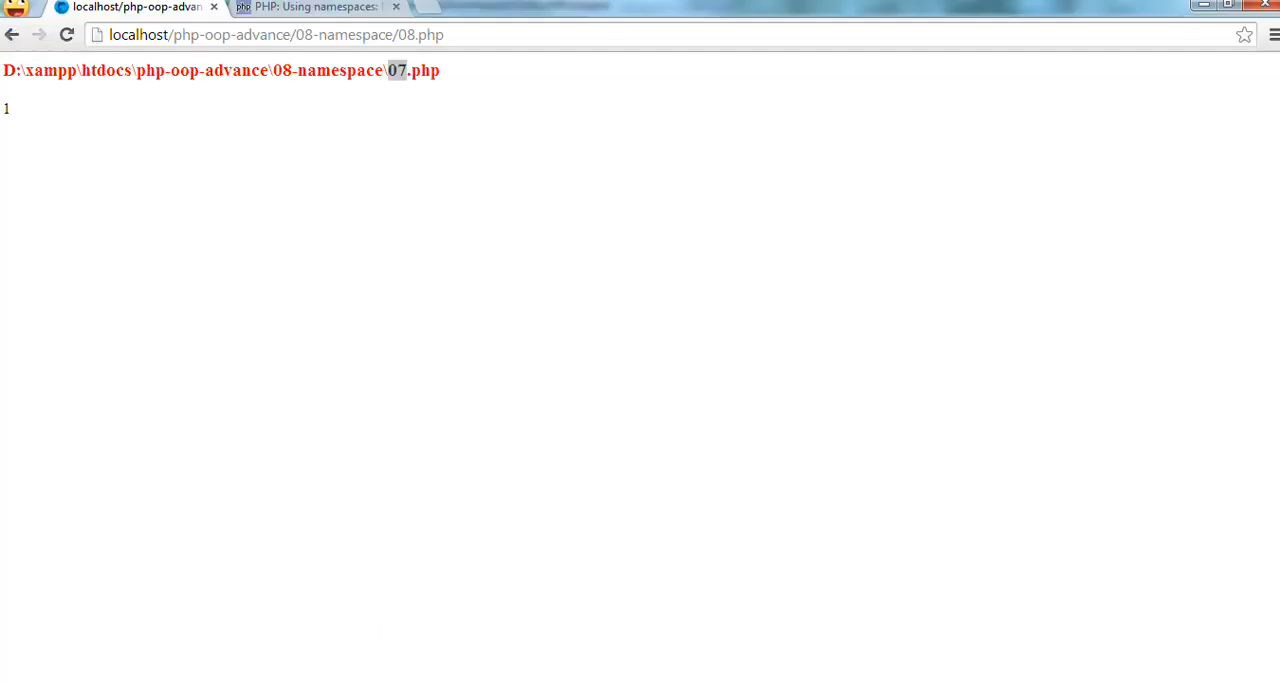 localhost/php-oop-advan
PHP: Using namespaces:
localhost/php-oop-advance/08-namespace/08.php
D:\xampp\htdocs\php-oop-advance\08-namespace\07.php
1